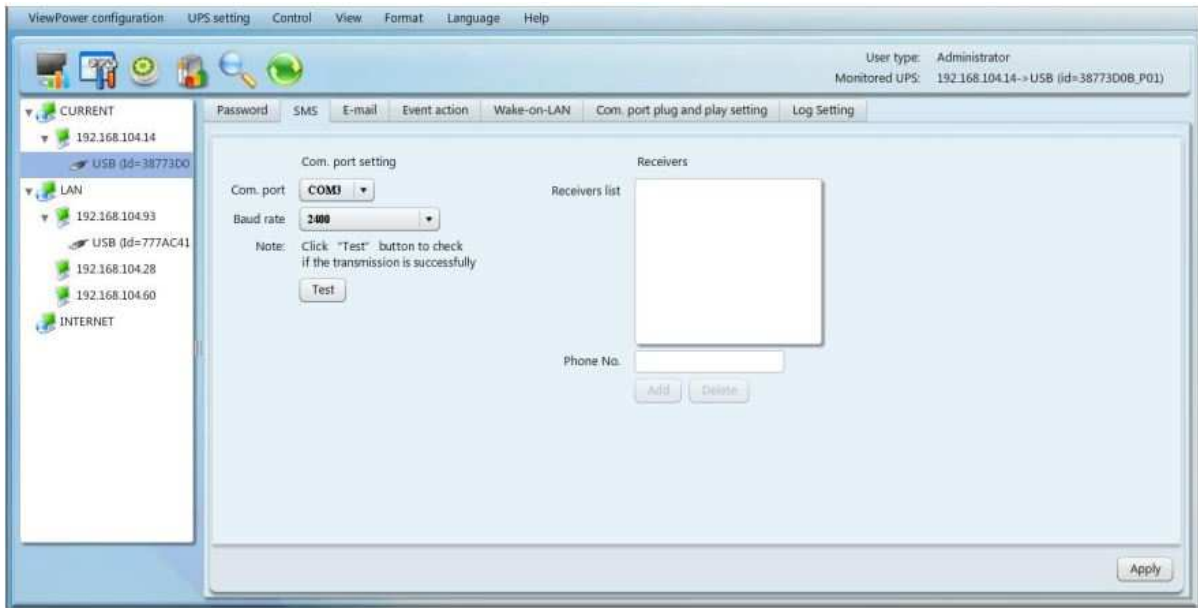 ViewPower configuration UPS setting Control View Format Language Help
User type: Administrator
Monitored UPS: 192.168.104.14->USB (id=38773D0B_P01)
CURRENT
192.168.104.14
USB (Id=38773D0
LAN
192.168.104.93
USB (Id=777AC41
192.168.104.28
192.168.104.60
INTERNET
Password SMS E-mail Event action Wake-on-LAN Com. port plug and play setting Log Setting
Com. port setting
Com. port COM3
Baud rate 2400
Note: Click "Test" button to check
if the transmission is successfully
Test
Receivers
Receivers list
Phone No.
Add Delete
Apply